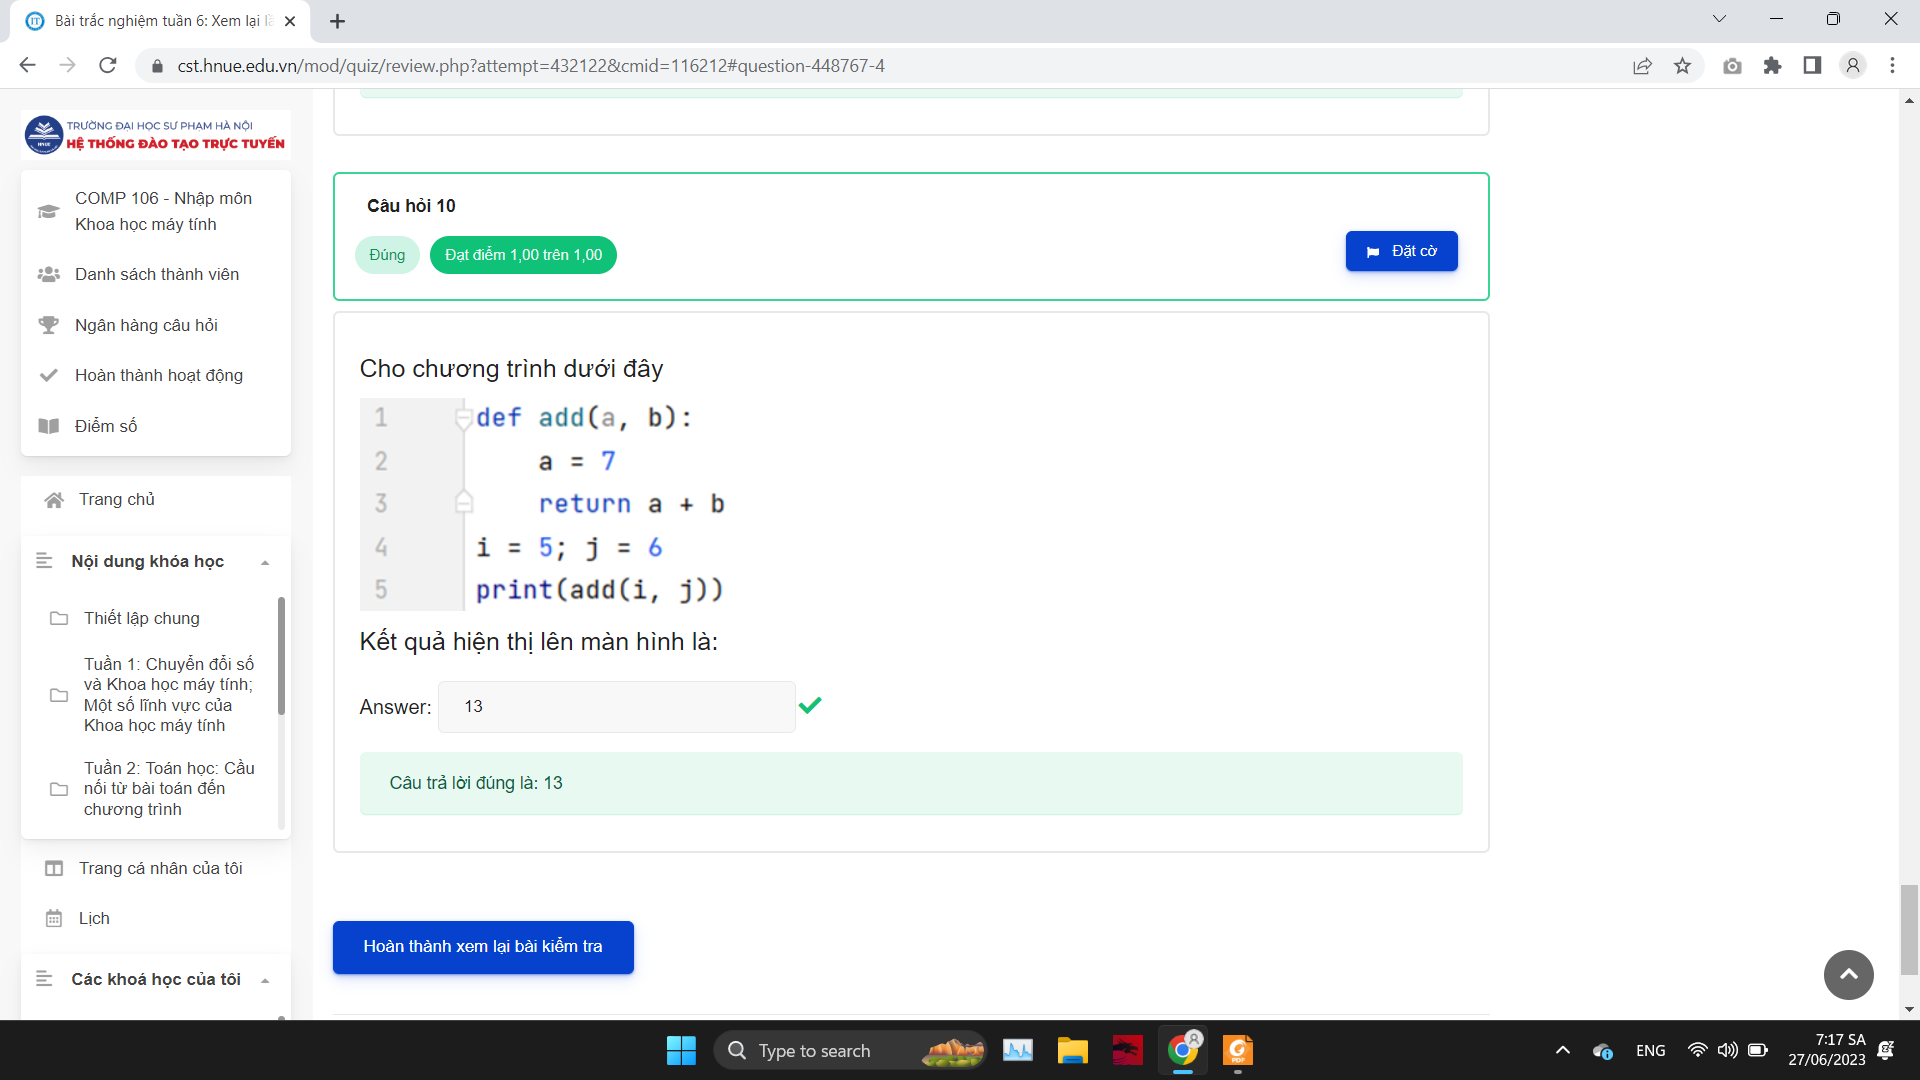 Bài trắc nghiệm tuần 6: Xem lại lầ
cst.hnue.edu.vn/mod/quiz/review.php?attempt=432122&cmid=116212#question-448767-4
TRƯỜNG ĐẠI HỌC SƯ PHẠM HÀ NỘI
HỆ THỐNG ĐÀO TẠO TRỰC TUYẾN
COMP 106 - Nhập môn
Khoa học máy tính
Danh sách thành viên
Ngân hàng câu hỏi
Hoàn thành hoạt động
Điểm số
Trang chủ
Nội dung khóa học
Thiết lập chung
Tuần 1: Chuyển đổi số
và Khoa học máy tính;
Một số lĩnh vực của
Khoa học máy tính
Tuần 2: Toán học: Cầu
nối từ bài toán đến
chương trình
Trang cá nhân của tôi
Lịch
Các khoá học của tôi
Câu hỏi 10
Đúng
Đạt điểm 1,00 trên 1,00
Đặt cờ
Cho chương trình dưới đây
1 def add(a, b):
2 a = 7
3 return a + b
4 i = 5; j = 6
5 print(add(i, j))
Kết quả hiện thị lên màn hình là:
Answer: 13
Câu trả lời đúng là: 13
Hoàn thành xem lại bài kiểm tra
Type to search
ENG
7:17 SA
27/06/2023